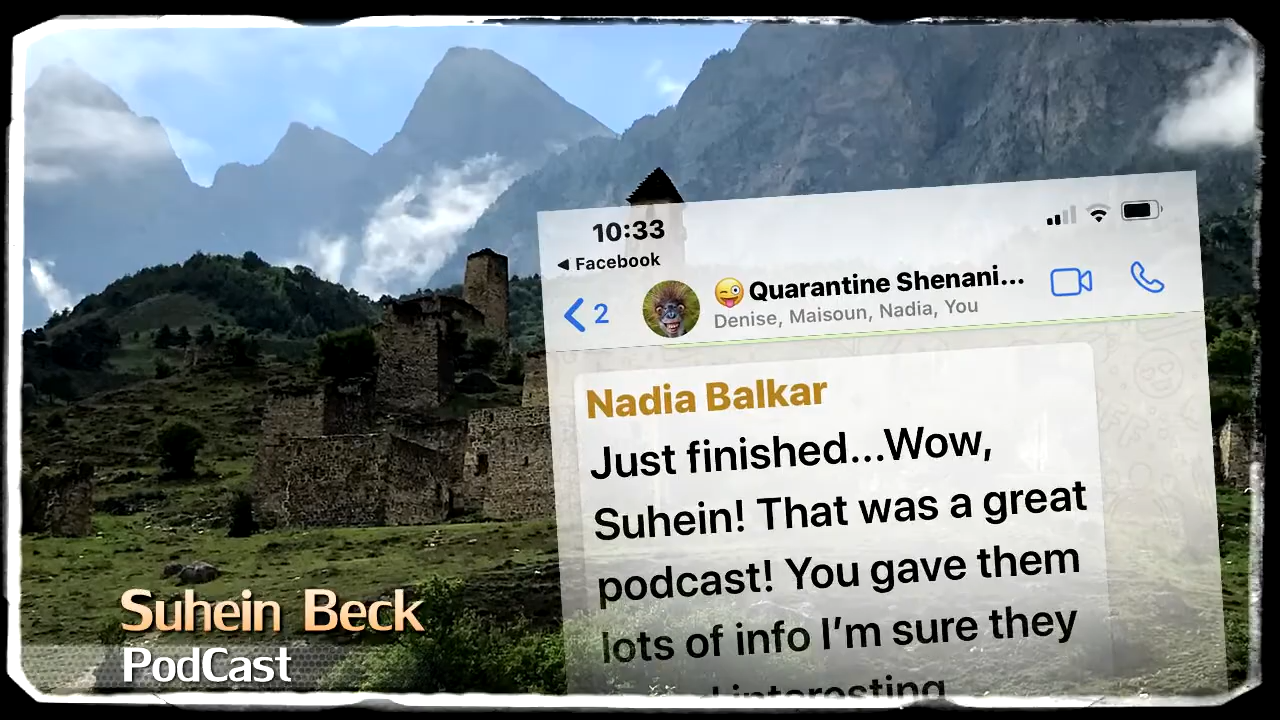 10:33
Facebook
2
😜Quarantine Shenani...
Denise, Maisoun, Nadia, You
Nadia Balkar
Just finished...Wow,
Suhein! That was a great
podcast! You gave them
lots of info I'm sure they
interesting
Suhein Beck
PodCast